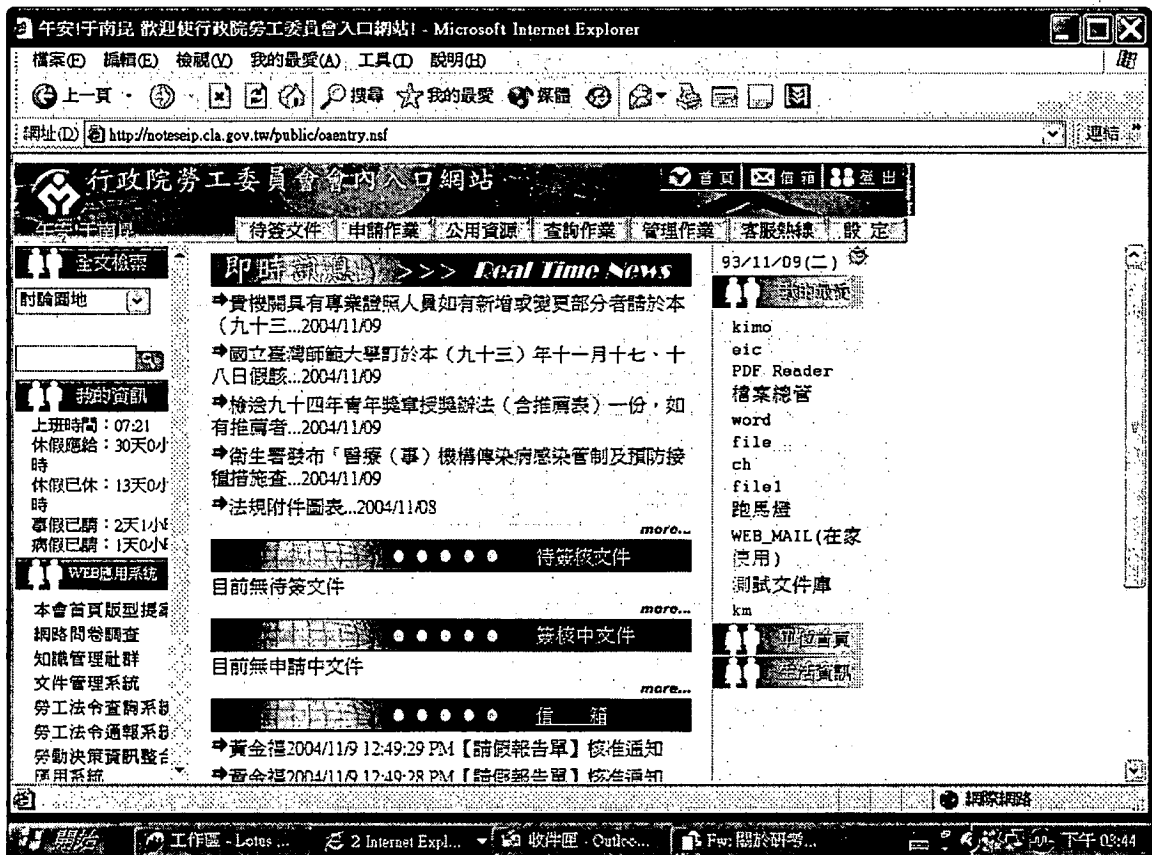 午安!于南昆 歡迎使行政院勞工委員會入口網站! - Microsoft Internet Explorer
檔案(F) 編輯(E) 檢視(V) 我的最愛(A) 工具(T) 說明(H)
上一頁 搜尋 我的最愛 媒體
網址(D) http://noteseip.cla.gov.tw/public/oaentry.nsf 連結
行政院勞工委員會會內入口網站
首頁 信箱 登出
午安!于南昆
待簽文件 申請作業 公用資源 查詢作業 管理作業 客服熱線 設定
全文檢索
討論園地
我的資訊
上班時間：07:21
休假應給：30天0小
時
休假已休：13天0小
時
事假已請：2天1小
病假已請：1天0小
WEB應用系統
本會首頁版型提
網路問卷調查
知識管理社群
文件管理系統
勞工法令查詢系
勞工法令通報系
勞動決策資訊整合
應用系統
即時訊息 >>> Real Time News
貴機關具有專業證照人員如有新增或變更部分者請於本
（九十三...2004/11/09
國立臺灣師範大學訂於本（九十三）年十一月十七、十
八日假該...2004/11/09
檢送九十四年青年獎章授獎辦法（含推薦表）一份，如
有推薦者...2004/11/09
衛生署發布「醫療（事）機構傳染病感染管制及預防接
種措施查...2004/11/09
法規附件圖表...2004/11/08
more...
待簽核文件
目前無待簽文件
more...
簽核中文件
目前無申請中文件
more...
信 箱
黃金福2004/11/9 12:49:29 PM【請假報告單】核准通知
黃金福2004/11/9 12:49:28 PM【請假報告單】核准通知
93/11/09(二)
我的最愛
kimo
eic
PDF Reader
檔案總管
word
file
ch
file1
跑馬燈
WEB_MAIL(在家
使用)
測試文件庫
km
單位首頁
生活資訊
網際網路
開始 工作區 - Lotus ... 2 Internet Expl... 收件匣 - Outloo... Fw: 關於研考... 下午 03:44